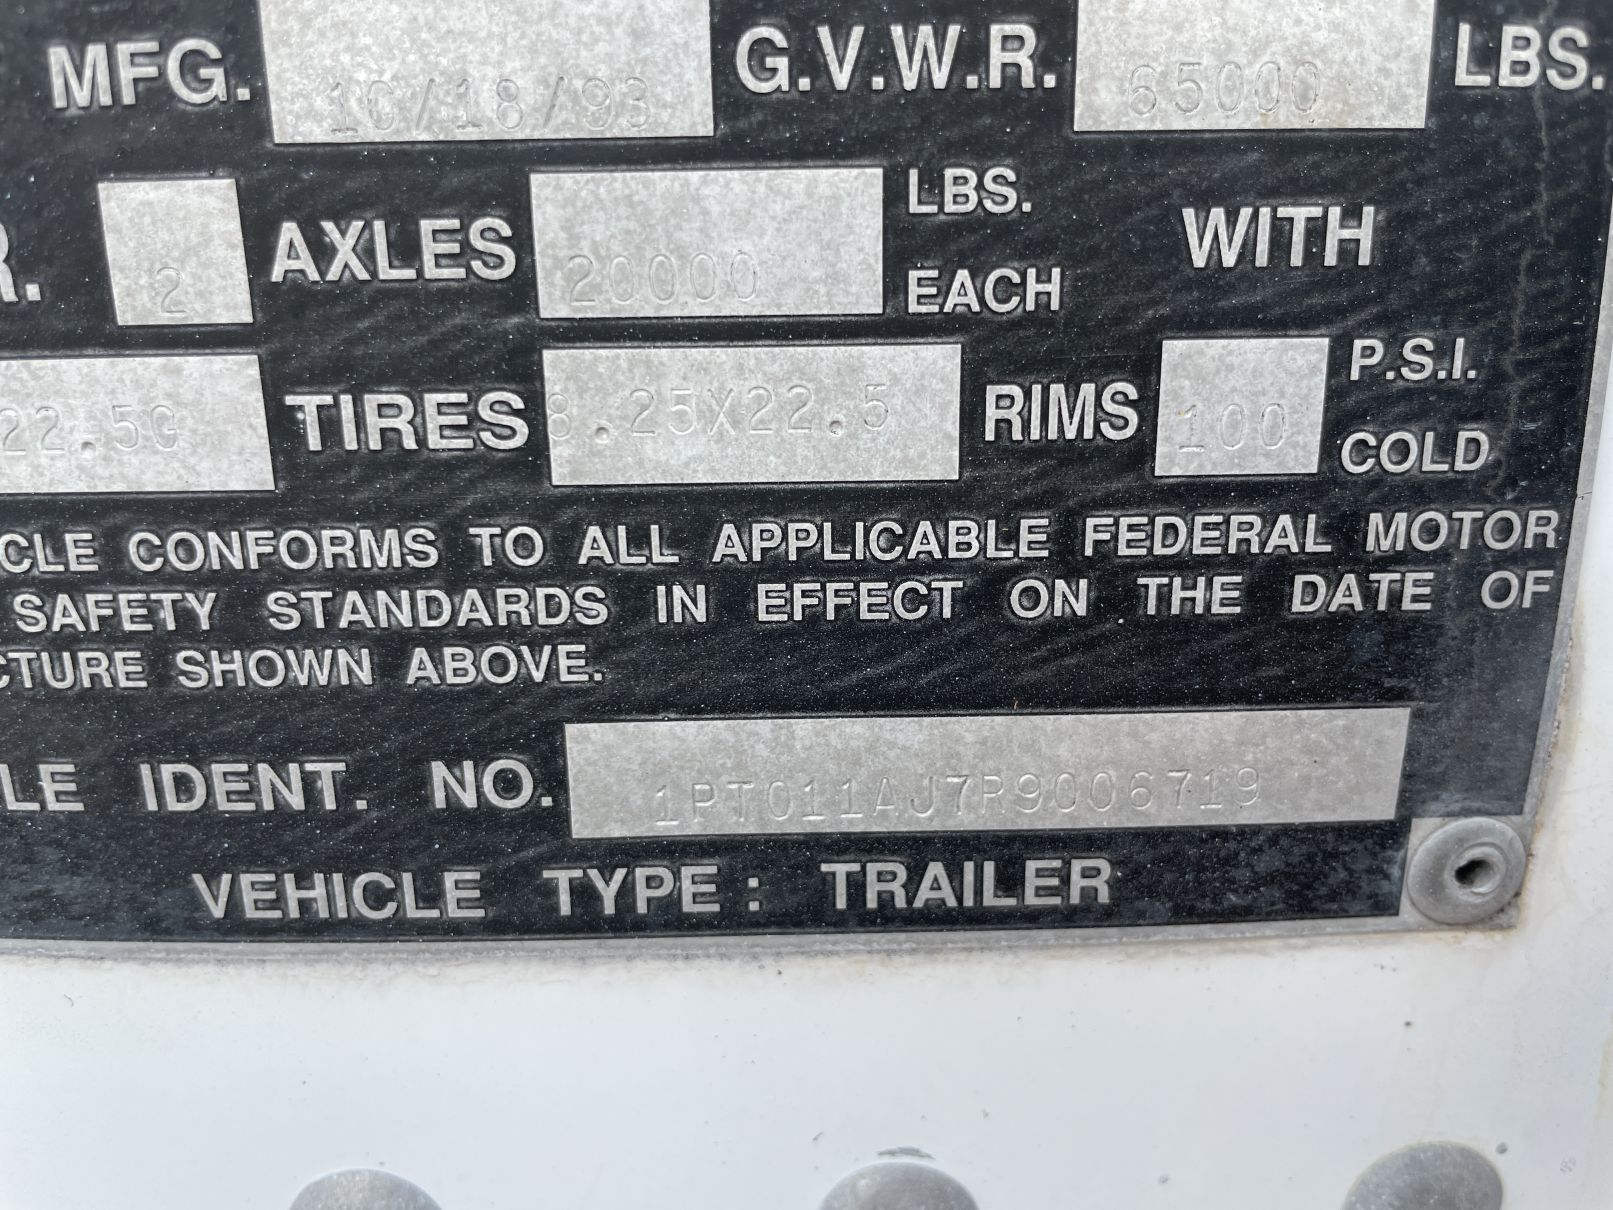 MFG. 10/18/93 G.V.W.R. 65000 LBS.
R. 2 AXLES 20000 LBS. EACH WITH
22.5G TIRES 8.25X22.5 RIMS 100 P.S.I. COLD
CLE CONFORMS TO ALL APPLICABLE FEDERAL MOTOR
SAFETY STANDARDS IN EFFECT ON THE DATE OF
CTURE SHOWN ABOVE.
LE IDENT. NO. 1PT011AJ7R9006719
VEHICLE TYPE: TRAILER